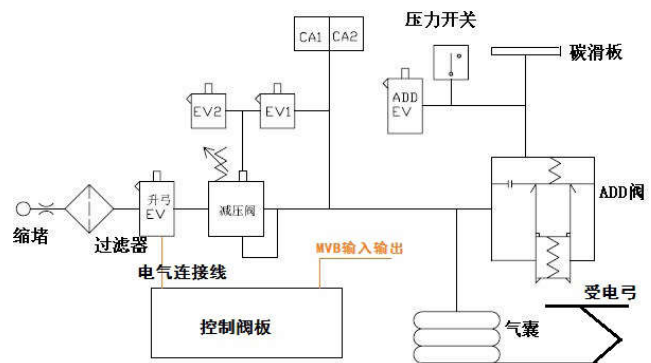 压力开关
碳滑板
CA1 CA2
EV2
EV1
ADD
EV
升弓
EV
减压阀
ADD阀
缩堵
过滤器
MVB输入输出
电气连接线
受电弓
控制阀板
气囊